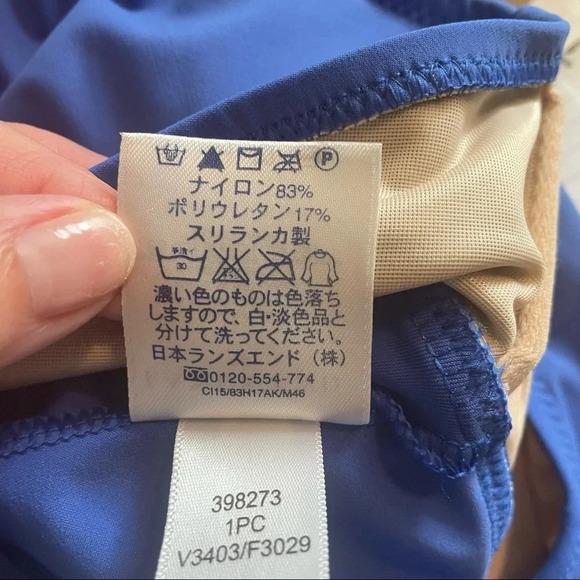 P
ナイロン83%
ポリウレタン17%
スリランカ製
手洗イ
30
濃い色のものは色落ち
しますので、白・淡色品と
分けて洗ってください。
日本ランズエンド（株）
0120-554-774
CI15/83H17AK/M46
398273
1PC
V3403/F3029